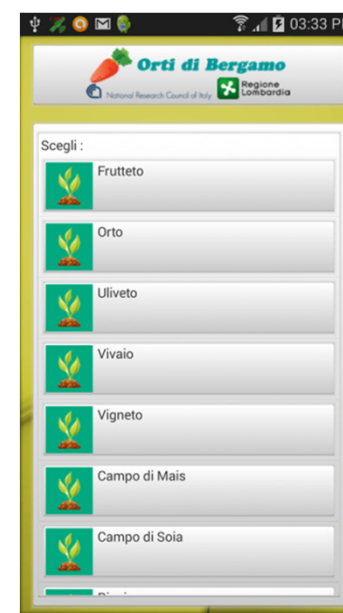 03:33 P
Orti di Bergamo
National Research Council of Italy
Regione
Lombardia
Scegli :
Frutteto
Orto
Uliveto
Vivaio
Vigneto
Campo di Mais
Campo di Soia